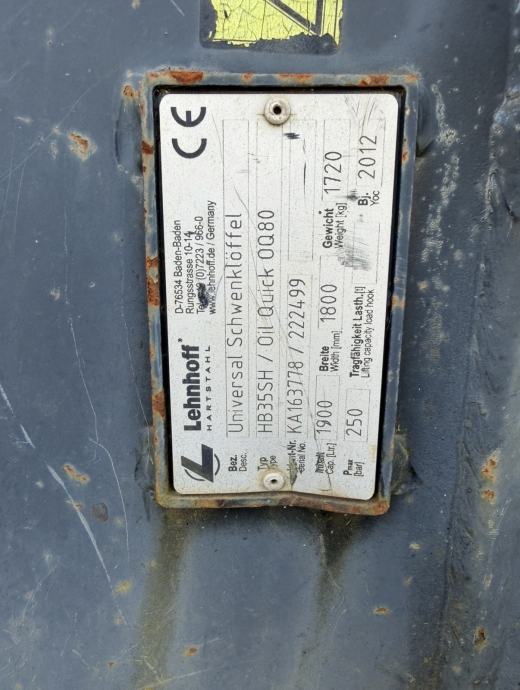 Lehnhoff®
HARTSTAHL
D-76534 Baden-Baden
Rungsstrasse 10-14
(0)7223 / 966-0
www.lehnhoff.de / Germany
CE
Bez.
Desc.
Universal Schwenklöffel
Typ
Type
HB35SH / Oil Quick OQ80
Serial No.
KA163778 / 222499
Inhalt
Cap. [Ltr.]
1900
Breite
Width [mm]
1800
Gewicht
Weight [kg]
1720
Pmax
[bar]
250
Tragfähigkeit Lasth.[t]
Lifting capacity load hook
Bj.
Yoc
2012